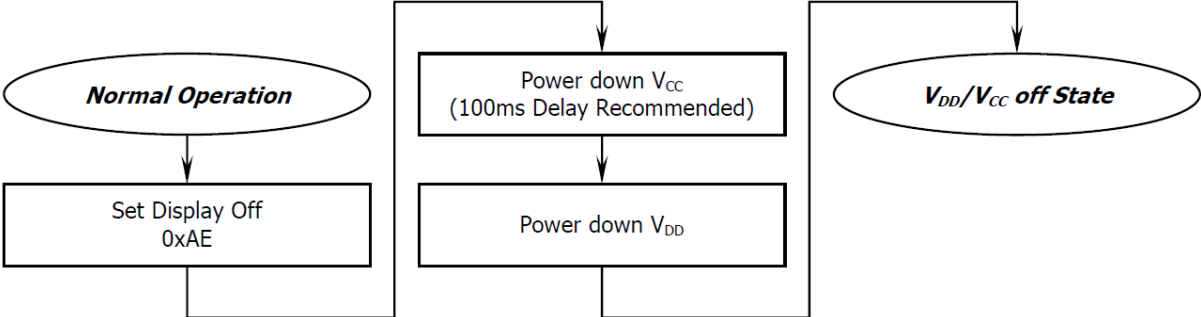 Normal Operation
Set Display Off
0xAE
Power down VCC
(100ms Delay Recommended)
Power down VDD
VDD/VCC off State